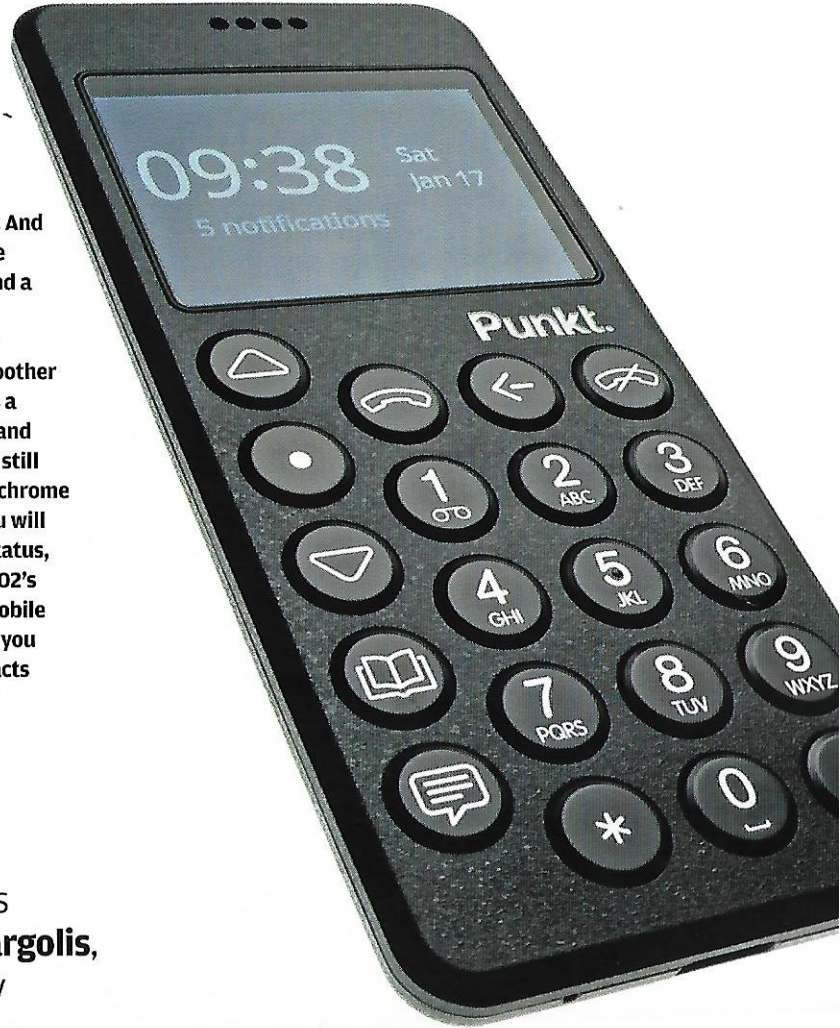 And
e
nd a
other
a
and
still
chrome
u will
tatus,
O2's
obile
you
acts
S
argolis,
y
09:38
Sat
Jan 17
5 notifications
Punkt.
1
2
ABC
3
DEF
4
GHI
5
JKL
6
MNO
7
PQRS
8
TUV
9
WXYZ
*
0